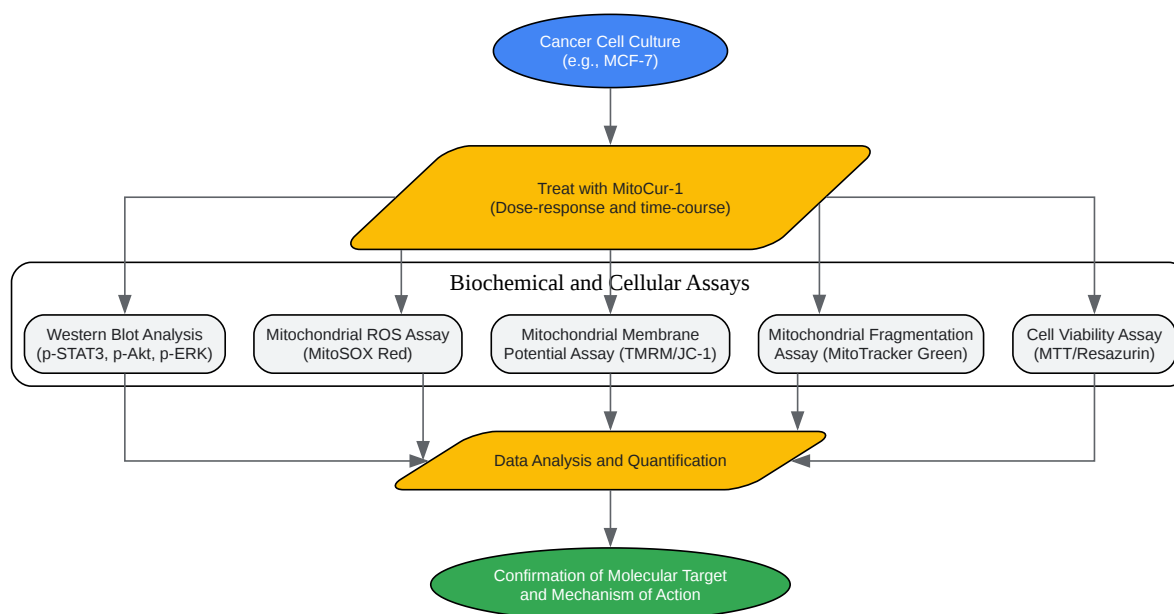 Cancer Cell Culture
(e.g., MCF-7)
Treat with MitoCur-1
(Dose-response and time-course)
Biochemical and Cellular Assays
Western Blot Analysis
(p-STAT3, p-Akt, p-ERK)
Mitochondrial ROS Assay
(MitoSOX Red)
Mitochondrial Membrane
Potential Assay (TMRM/JC-1)
Mitochondrial Fragmentation
Assay (MitoTracker Green)
Cell Viability Assay
(MTT/Resazurin)
Data Analysis and Quantification
Confirmation of Molecular Target
and Mechanism of Action